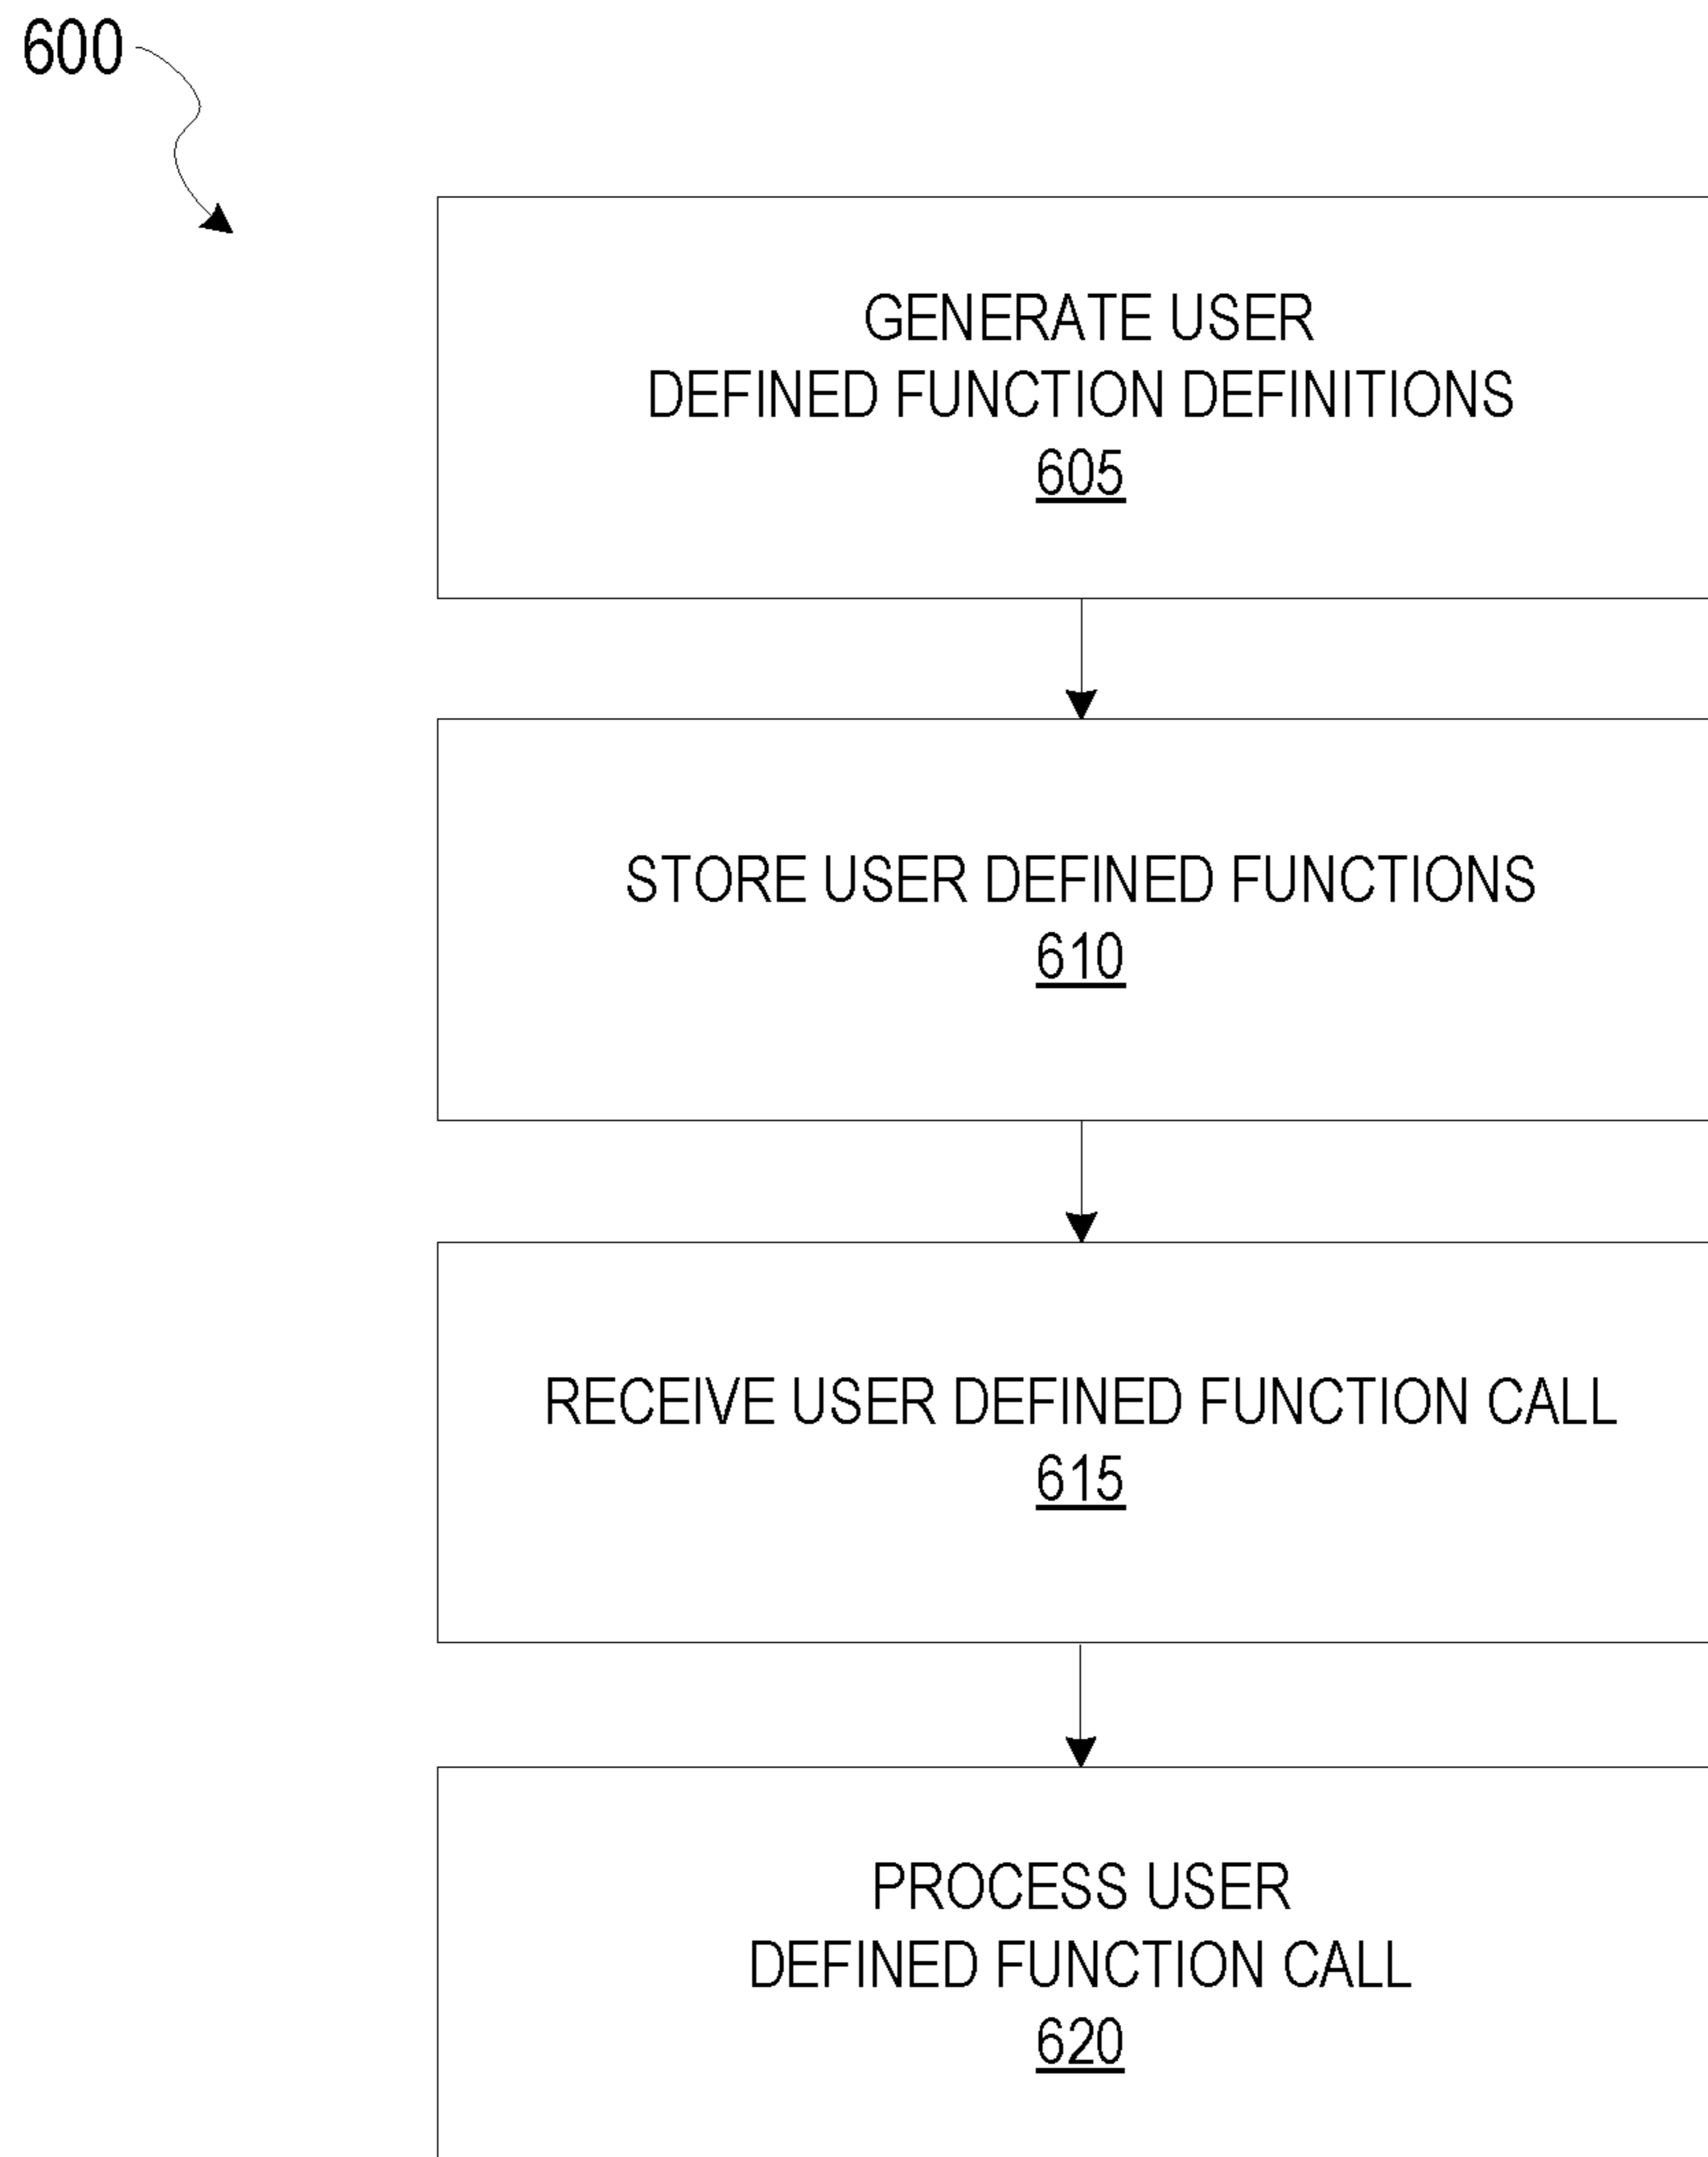 600
GENERATE USER
DEFINED FUNCTION DEFINITIONS
605
STORE USER DEFINED FUNCTIONS
610
RECEIVE USER DEFINED FUNCTION CALL
615
PROCESS USER
DEFINED FUNCTION CALL
620